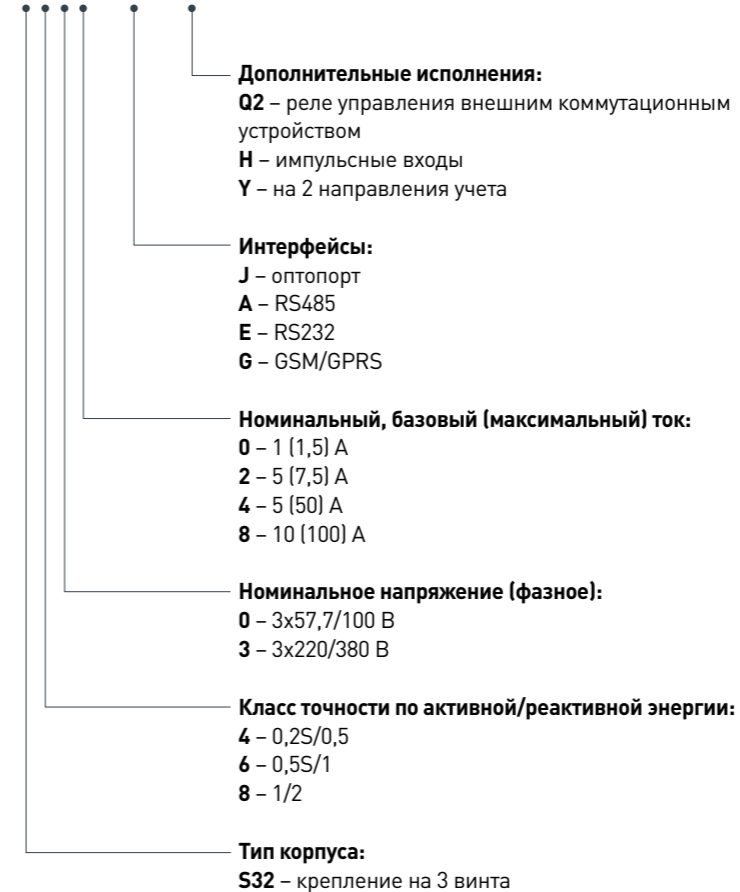 Дополнительные исполнения:
Q2 – реле управления внешним коммутационным
устройством
H – импульсные входы
Y – на 2 направления учета
Интерфейсы:
J – оптопорт
A – RS485
E – RS232
G – GSM/GPRS
Номинальный, базовый (максимальный) ток:
0 – 1 (1,5) А
2 – 5 (7,5) А
4 – 5 (50) А
8 – 10 (100) А
Номинальное напряжение (фазное):
0 – 3х57,7/100 В
3 – 3х220/380 В
Класс точности по активной/реактивной энергии:
4 – 0,2S/0,5
6 – 0,5S/1
8 – 1/2
Тип корпуса:
S32 – крепление на 3 винта